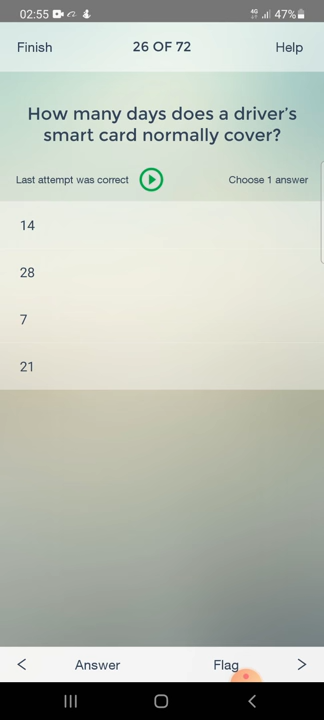 02:55 4G 47%
Finish 26 OF 72 Help
How many days does a driver's
smart card normally cover?
Last attempt was correct Choose 1 answer
14
28
7
21
Answer Flag